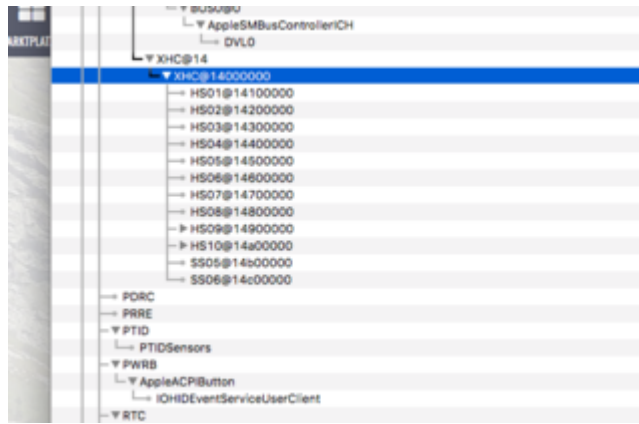 BUS0@0
AppleSMBusControllerICH
DVL0
XHC@14
XHC@14000000
HS01@14100000
HS02@14200000
HS03@14300000
HS04@14400000
HS05@14500000
HS06@14600000
HS07@14700000
HS08@14800000
HS09@14900000
HS10@14a00000
SS05@14b00000
SS06@14c00000
PDRC
PRRE
PTID
PTIDSensors
PWRB
AppleACPIButton
IOHIDEventServiceUserClient
RTC